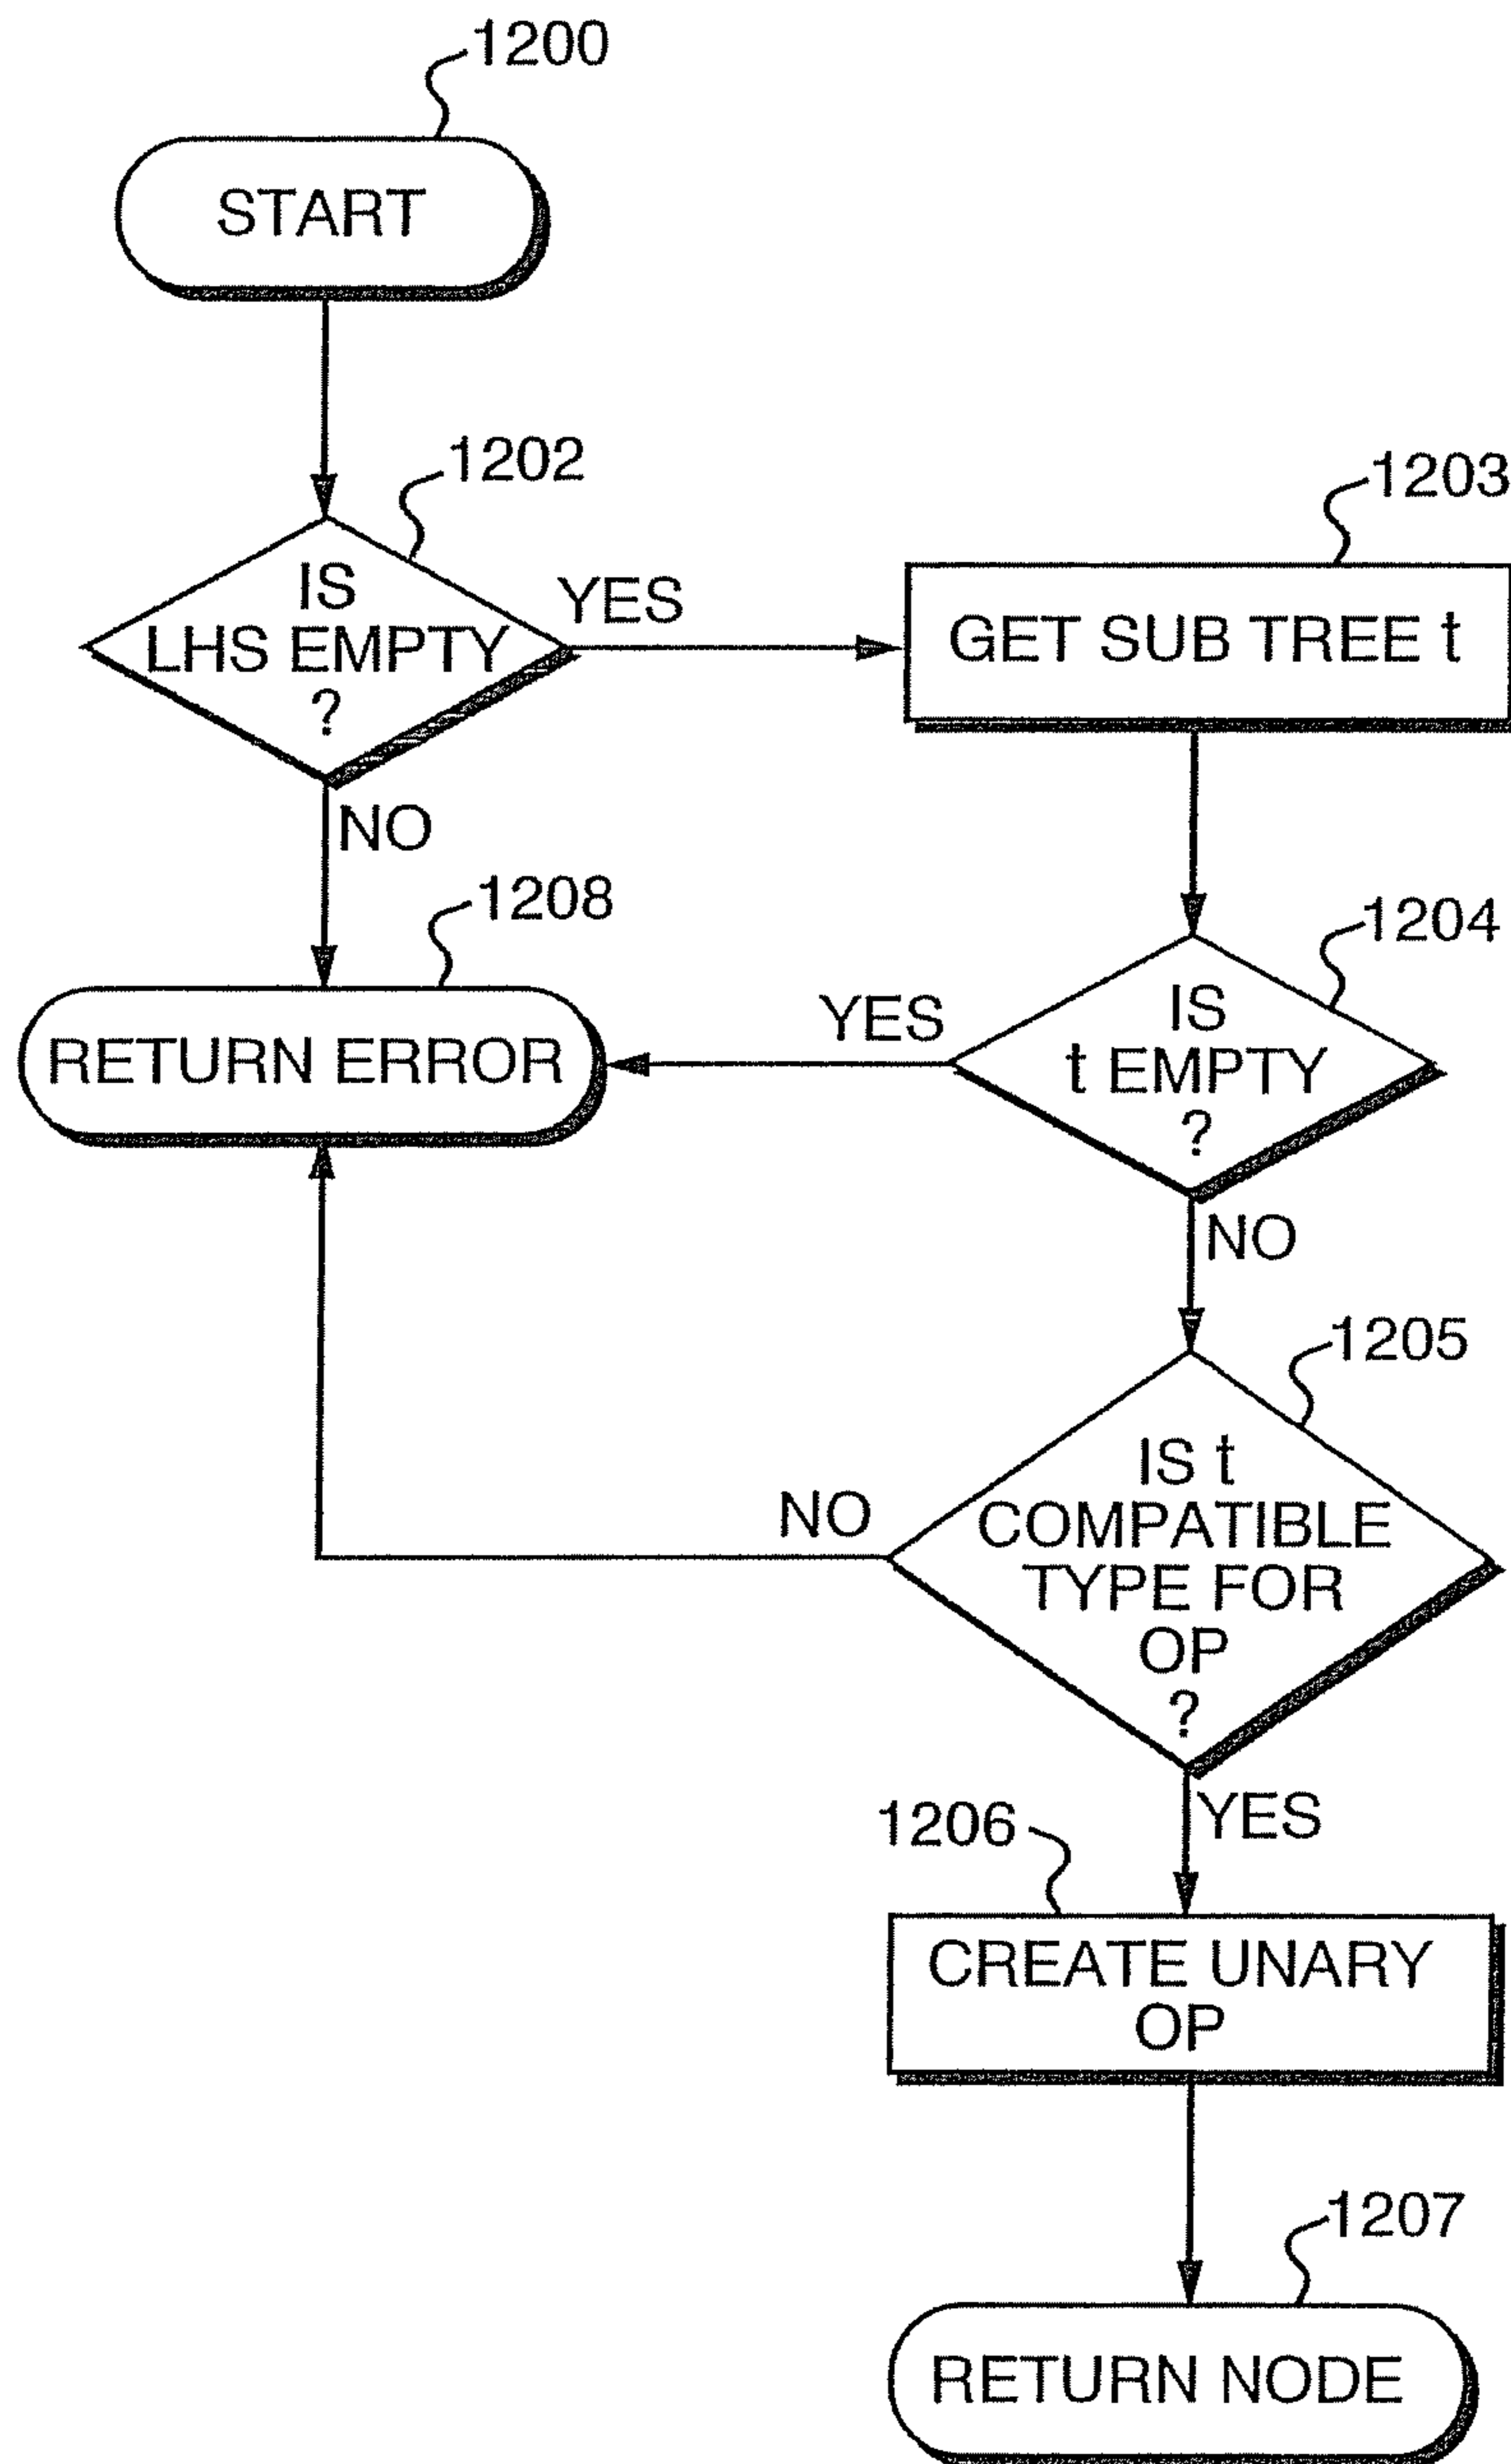 1200
START
1202
IS
LHS EMPTY
?
YES
1203
GET SUB TREE t
NO
1208
RETURN ERROR
1204
IS
t EMPTY
?
YES
NO
1205
IS t
COMPATIBLE
TYPE FOR
OP
?
NO
YES
1206
CREATE UNARY
OP
1207
RETURN NODE